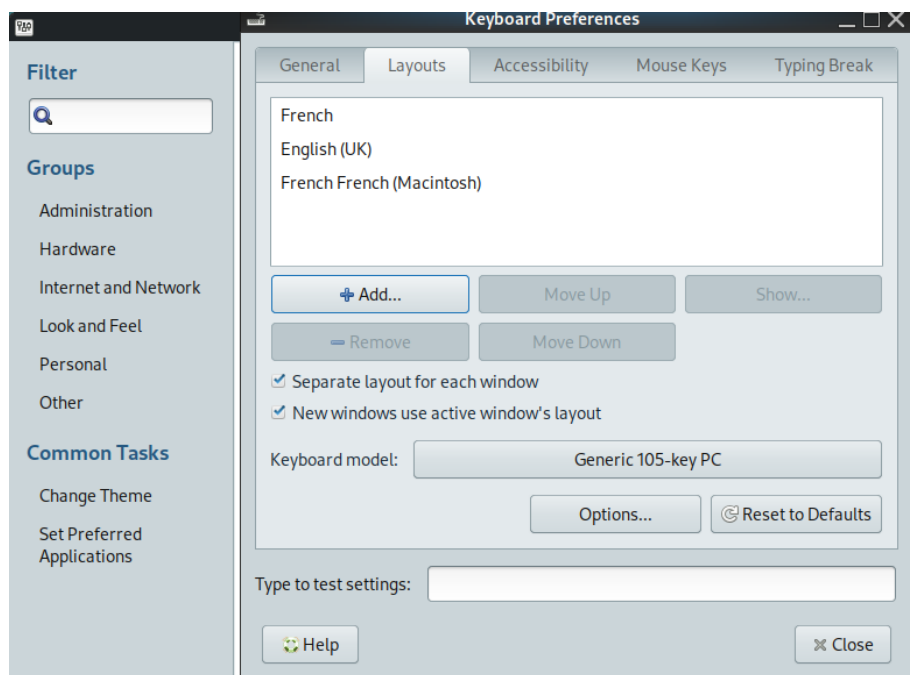 Keyboard Preferences
Filter
Groups
Administration
Hardware
Internet and Network
Look and Feel
Personal
Other
Common Tasks
Change Theme
Set Preferred
Applications
General Layouts Accessibility Mouse Keys Typing Break
French
English (UK)
French French (Macintosh)
Add... Move Up Show...
Remove Move Down
Separate layout for each window
New windows use active window's layout
Keyboard model: Generic 105-key PC
Options... Reset to Defaults
Type to test settings:
Help Close